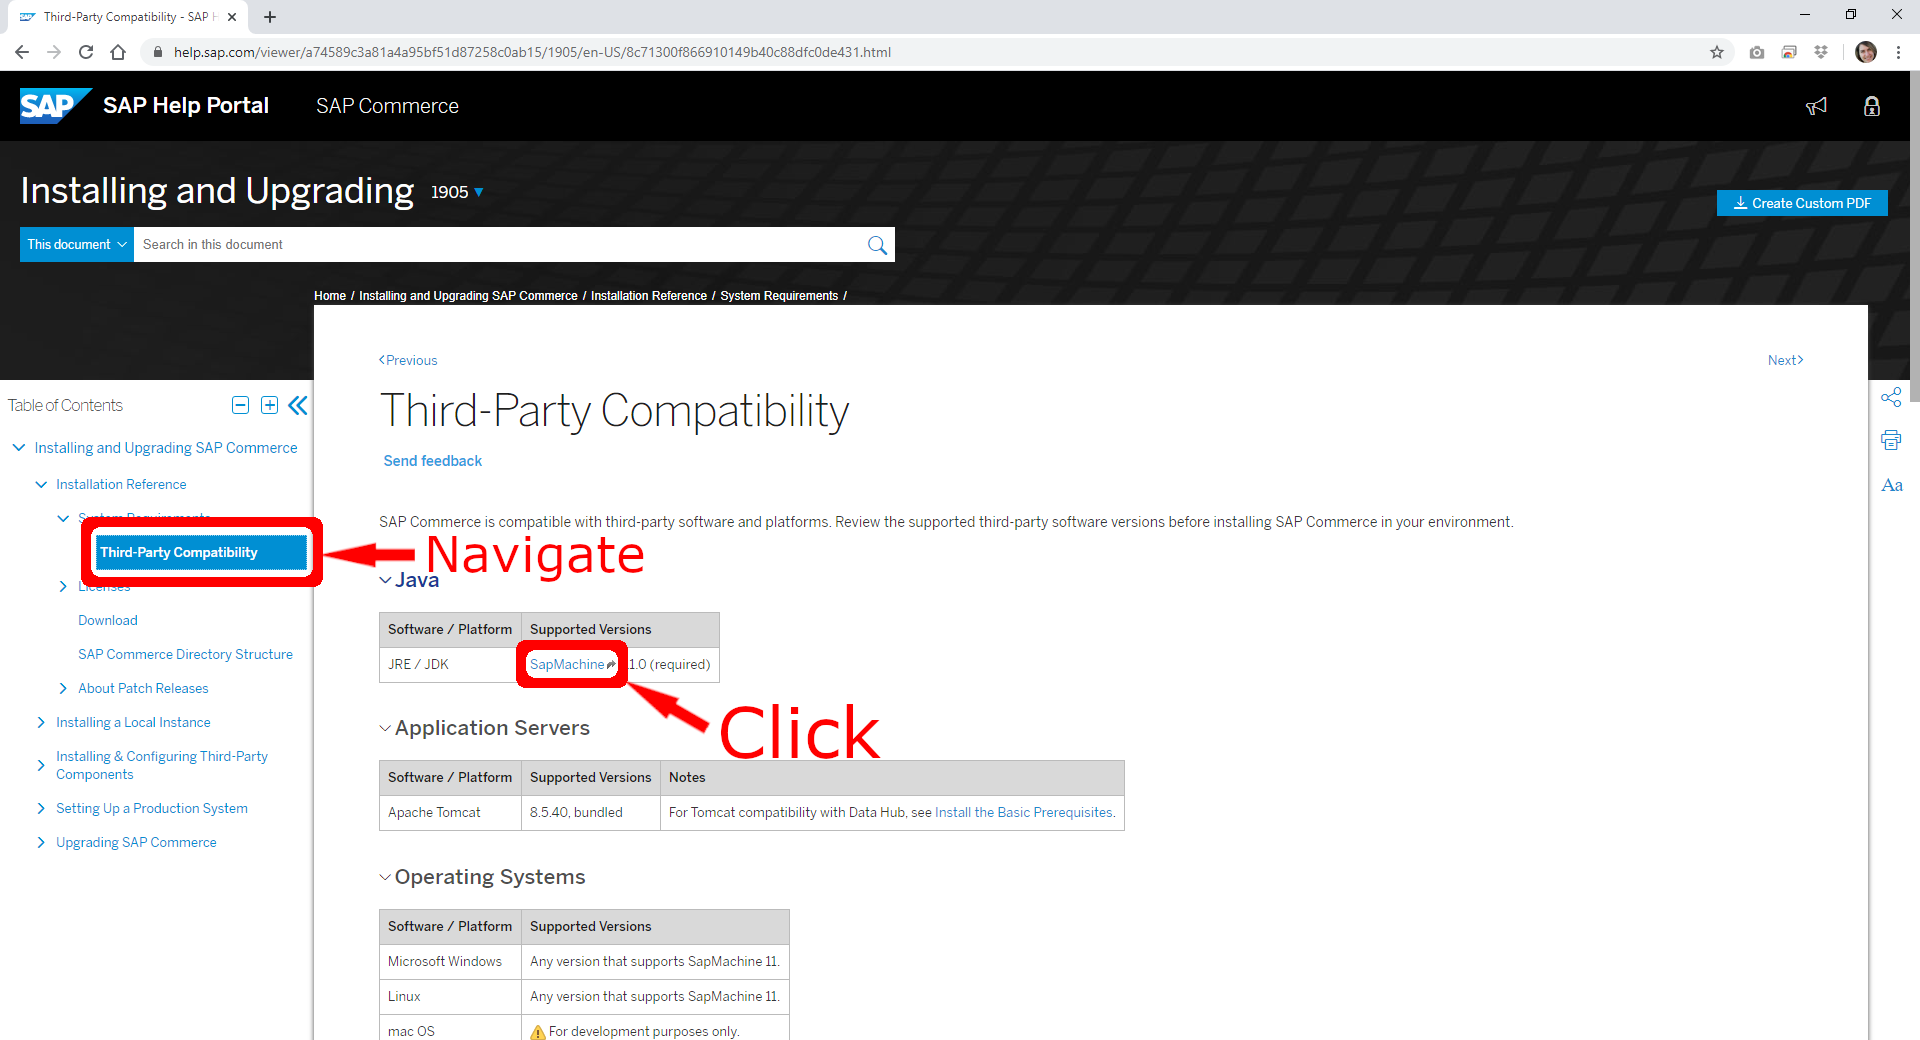 Third-Party Compatibility - SAP H
help.sap.com/viewer/a74589c3a81a4a95bf51d87258c0ab15/1905/en-US/8c71300f866910149b40c88dfc0de431.html
SAP SAP Help Portal SAP Commerce
Installing and Upgrading 1905
Create Custom PDF
This document Search in this document
Home / Installing and Upgrading SAP Commerce / Installation Reference / System Requirements /
Previous Next
Table of Contents
Installing and Upgrading SAP Commerce
Installation Reference
System Requirements
Third-Party Compatibility
Licenses
Download
SAP Commerce Directory Structure
About Patch Releases
Installing a Local Instance
Installing & Configuring Third-Party
Components
Setting Up a Production System
Upgrading SAP Commerce
Third-Party Compatibility
Send feedback
SAP Commerce is compatible with third-party software and platforms. Review the supported third-party software versions before installing SAP Commerce in your environment.
Navigate
Java
Software / Platform Supported Versions
JRE / JDK SapMachine 1.0 (required)
Click
Application Servers
Software / Platform Supported Versions Notes
Apache Tomcat 8.5.40, bundled For Tomcat compatibility with Data Hub, see Install the Basic Prerequisites.
Operating Systems
Software / Platform Supported Versions
Microsoft Windows Any version that supports SapMachine 11.
Linux Any version that supports SapMachine 11.
mac OS For development purposes only.
Aa